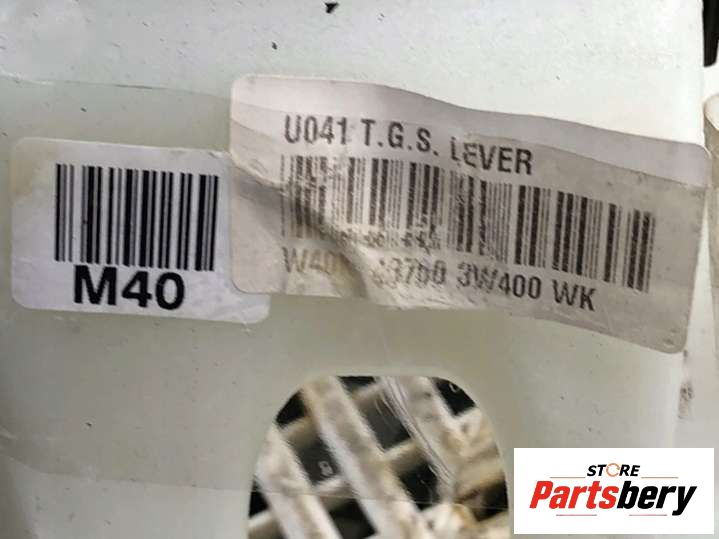 U041 T.G.S. LEVER
3W400 WK
M40
STORE
Partsbery